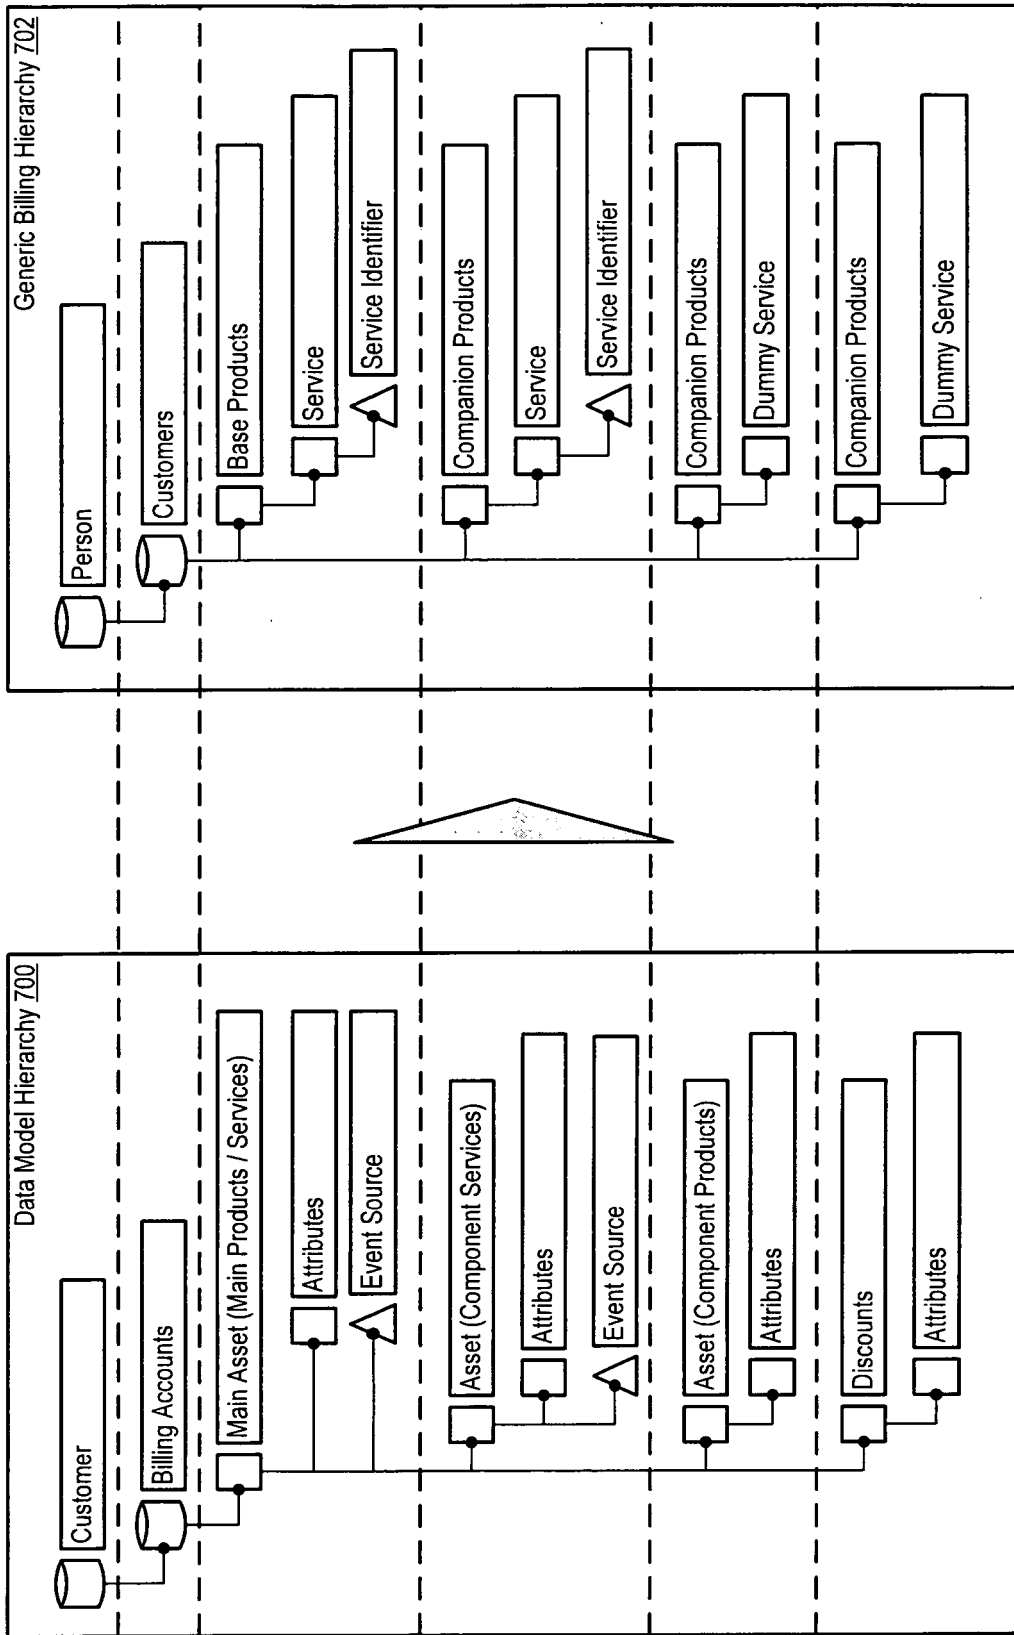 Data Model Hierarchy 700
Customer
Billing Accounts
Main Asset (Main Products / Services)
Attributes
Event Source
Asset (Component Services)
Attributes
Event Source
Asset (Component Products)
Attributes
Discounts
Attributes
Generic Billing Hierarchy 702
Person
Customers
Base Products
Service
Service Identifier
Companion Products
Service
Service Identifier
Companion Products
Dummy Service
Companion Products
Dummy Service